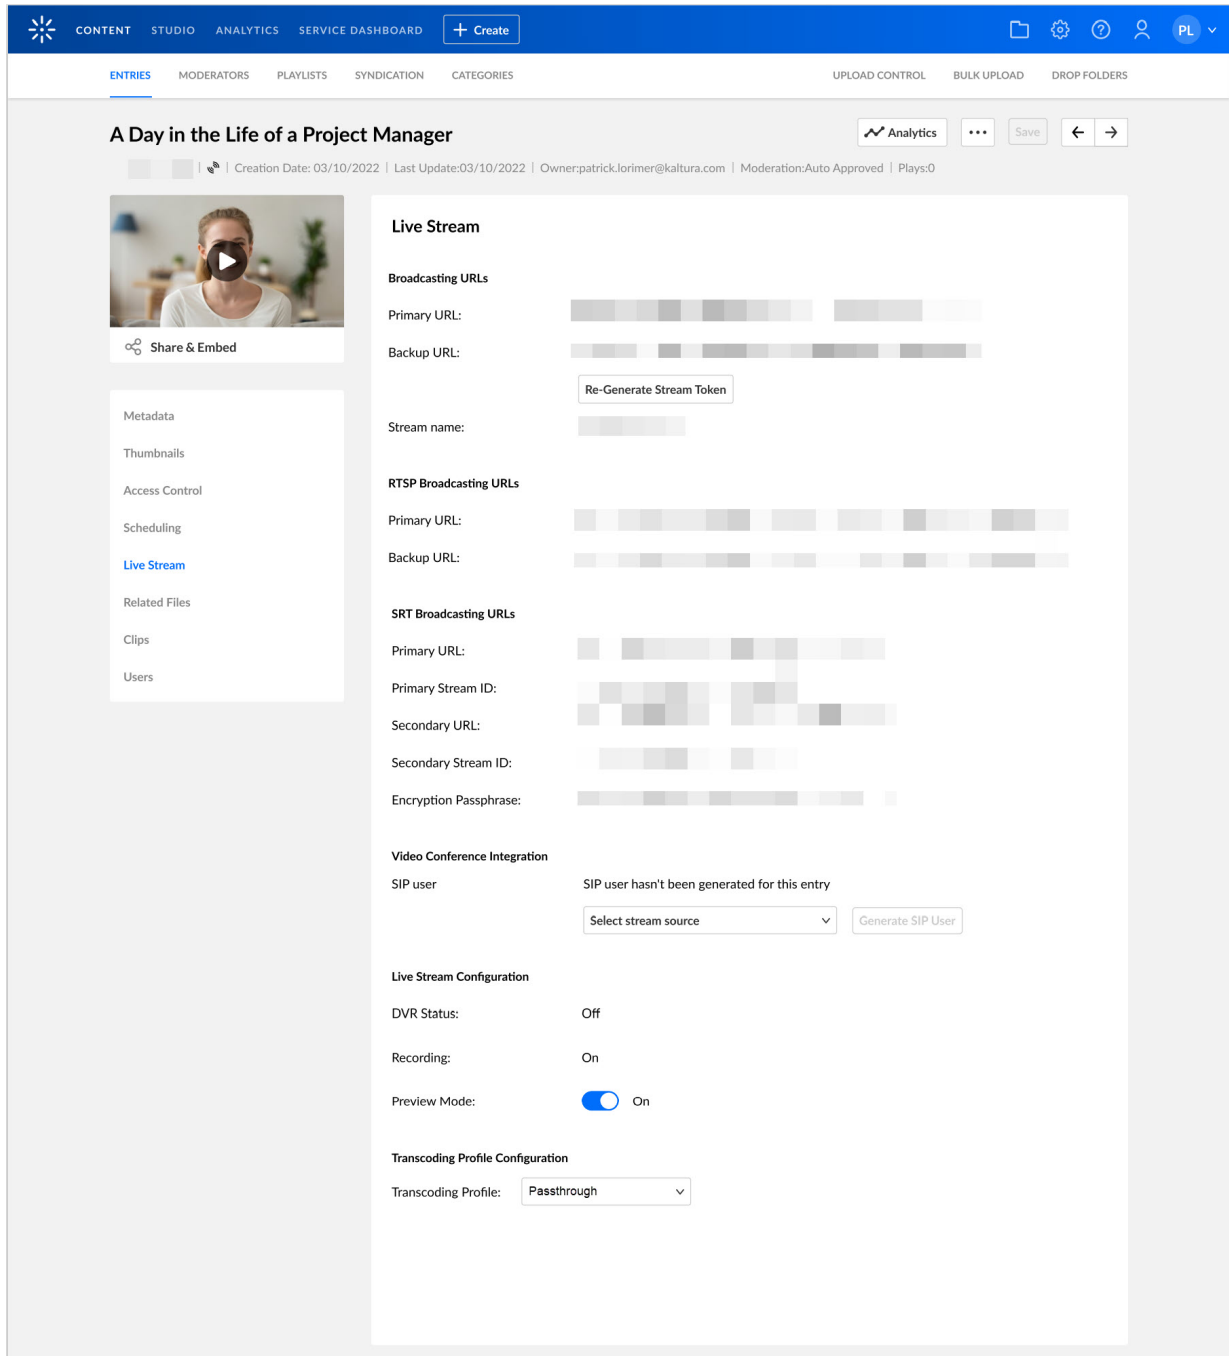 CONTENT STUDIO ANALYTICS SERVICE DASHBOARD + Create PL
ENTRIES MODERATORS PLAYLISTS SYNDICATION CATEGORIES UPLOAD CONTROL BULK UPLOAD DROP FOLDERS
A Day in the Life of a Project Manager Analytics ••• Save
| | Creation Date: 03/10/2022 | Last Update:03/10/2022 | Owner:patrick.lorimer@kaltura.com | Moderation:Auto Approved | Plays:0
Share & Embed
Metadata
Thumbnails
Access Control
Scheduling
Live Stream
Related Files
Clips
Users
Live Stream
Broadcasting URLs
Primary URL:
Backup URL:
Re-Generate Stream Token
Stream name:
RTSP Broadcasting URLs
Primary URL:
Backup URL:
SRT Broadcasting URLs
Primary URL:
Primary Stream ID:
Secondary URL:
Secondary Stream ID:
Encryption Passphrase:
Video Conference Integration
SIP user SIP user hasn't been generated for this entry
Select stream source Generate SIP User
Live Stream Configuration
DVR Status: Off
Recording: On
Preview Mode: On
Transcoding Profile Configuration
Transcoding Profile: Passthrough